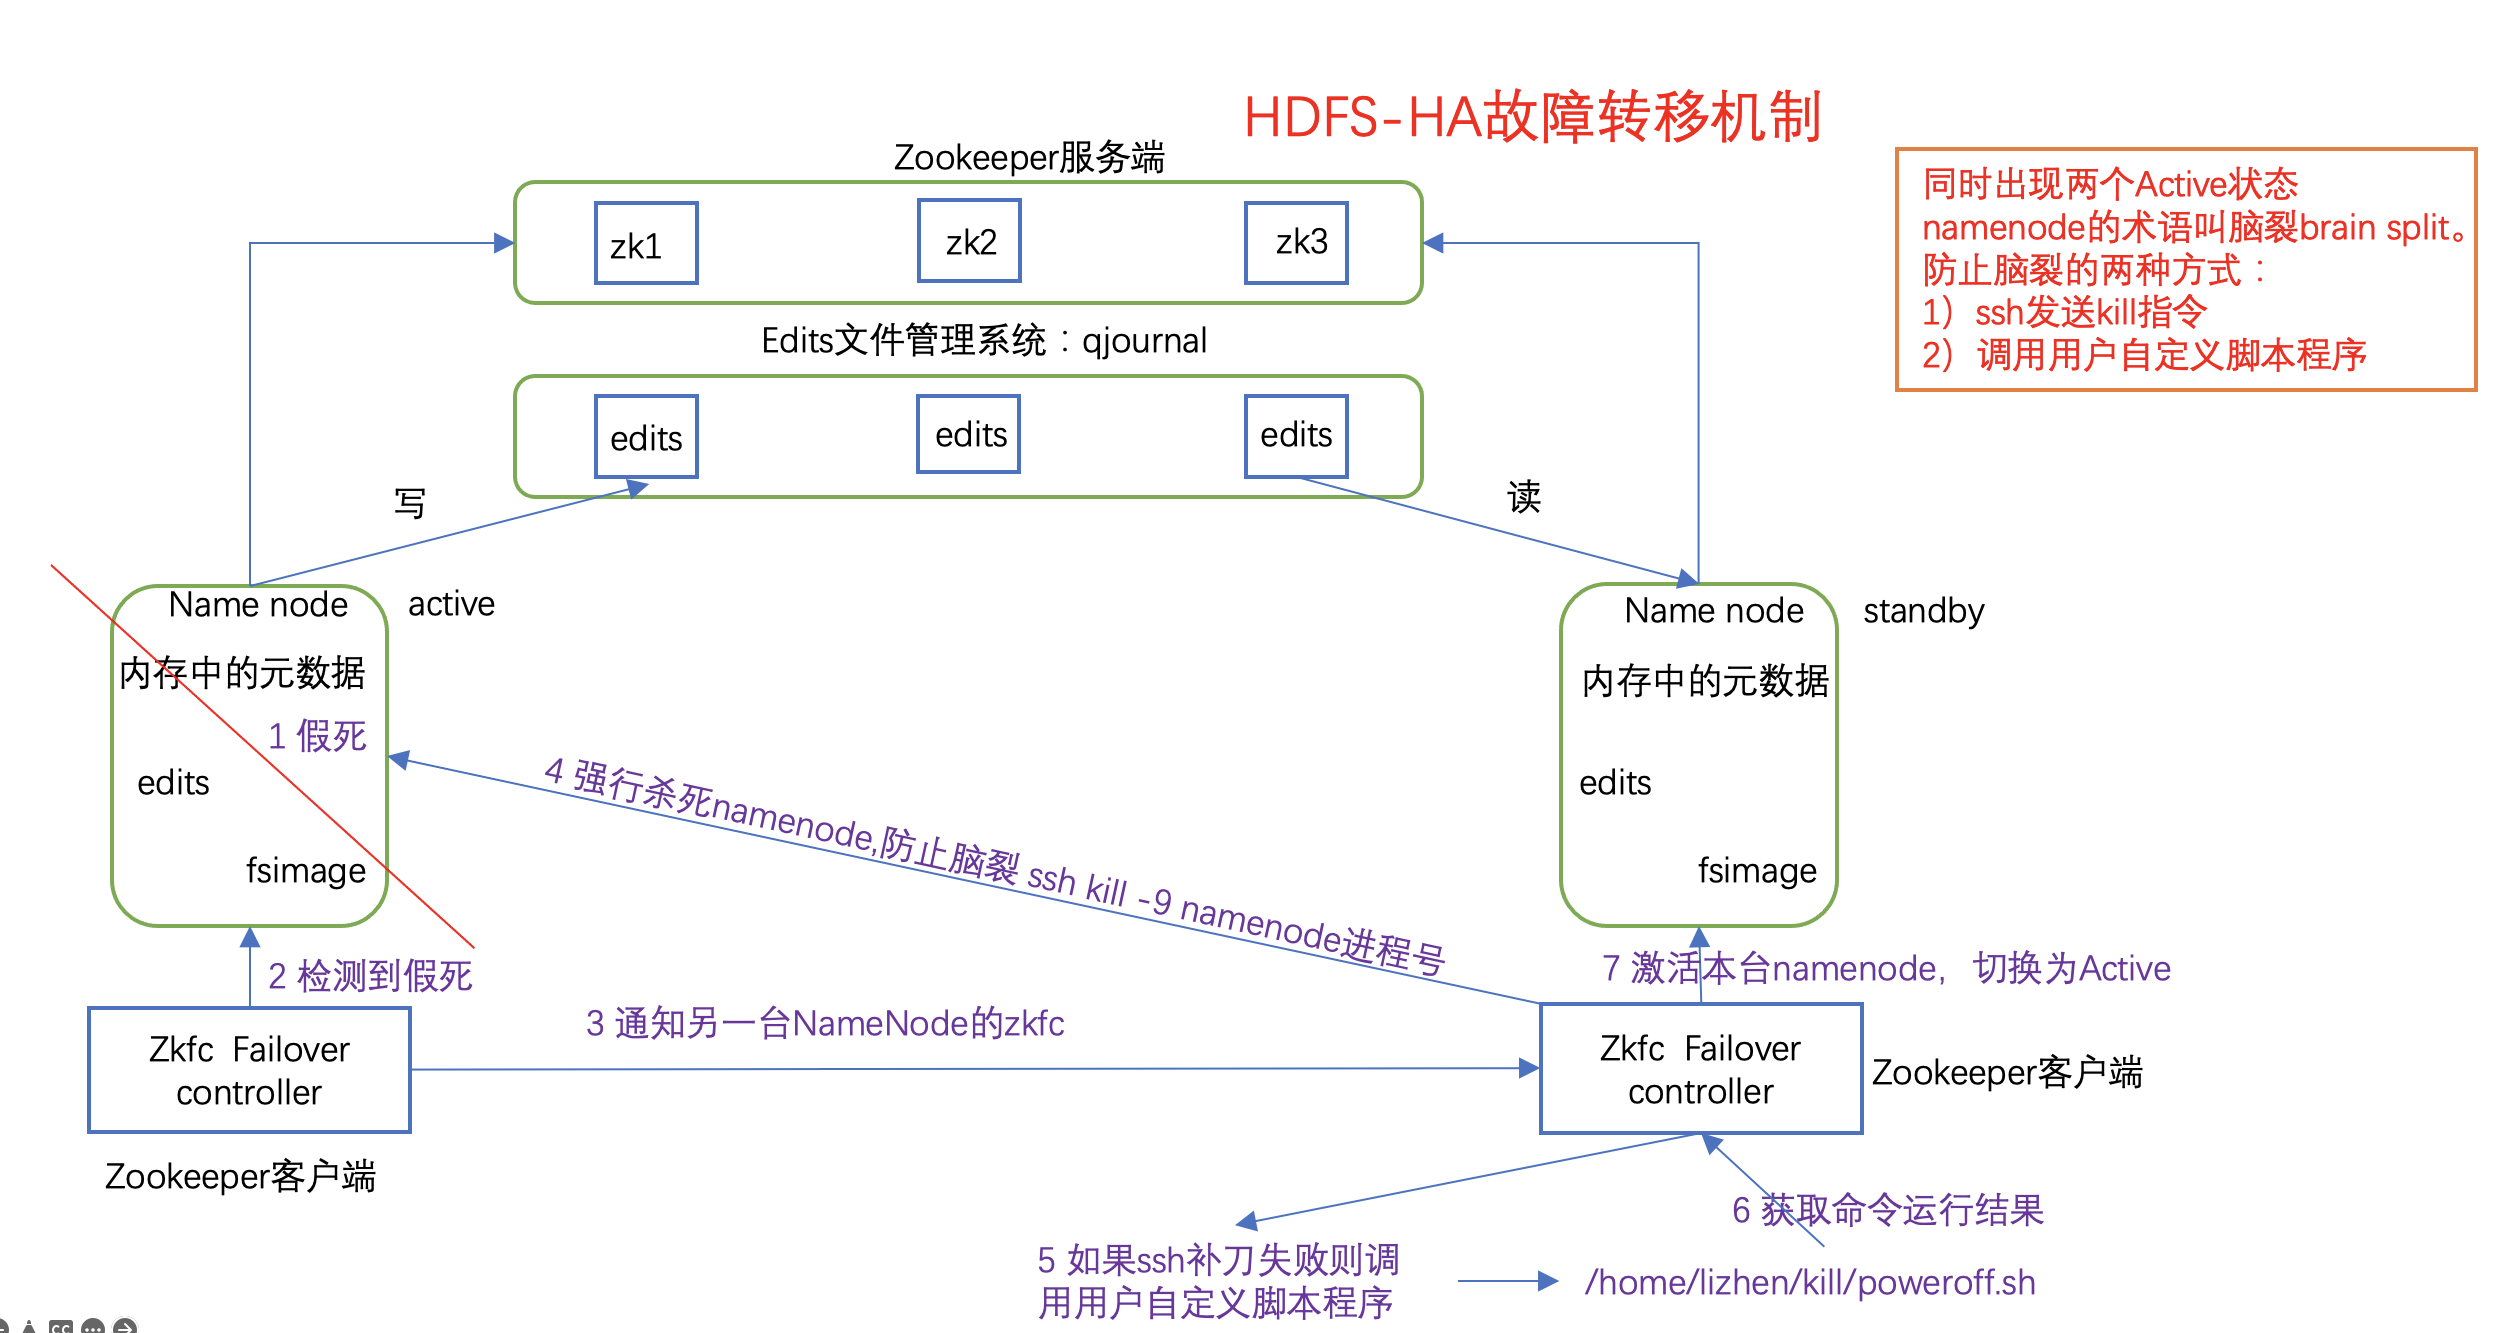 HDFS-HA故障转移机制
Zookeeper服务端
同时出现两个Active状态
namenode的术语叫脑裂brain split。
防止脑裂的两种方式：
1） ssh发送kill指令
2） 调用用户自定义脚本程序
zk1
zk2
zk3
Edits文件管理系统：qjournal
edits
edits
edits
写
读
Name node
active
Name node
standby
内存中的元数据
内存中的元数据
1 假死
edits
edits
4 强行杀死namenode,防止脑裂 ssh kill -9 namenode进程号
fsimage
fsimage
2 检测到假死
7 激活本台namenode， 切换为Active
3 通知另一台NameNode的zkfc
Zkfc Failover
controller
Zkfc Failover
controller
Zookeeper客户端
Zookeeper客户端
6 获取命令运行结果
5 如果ssh补刀失败则调
用用户自定义脚本程序
/home/lizhen/kill/poweroff.sh